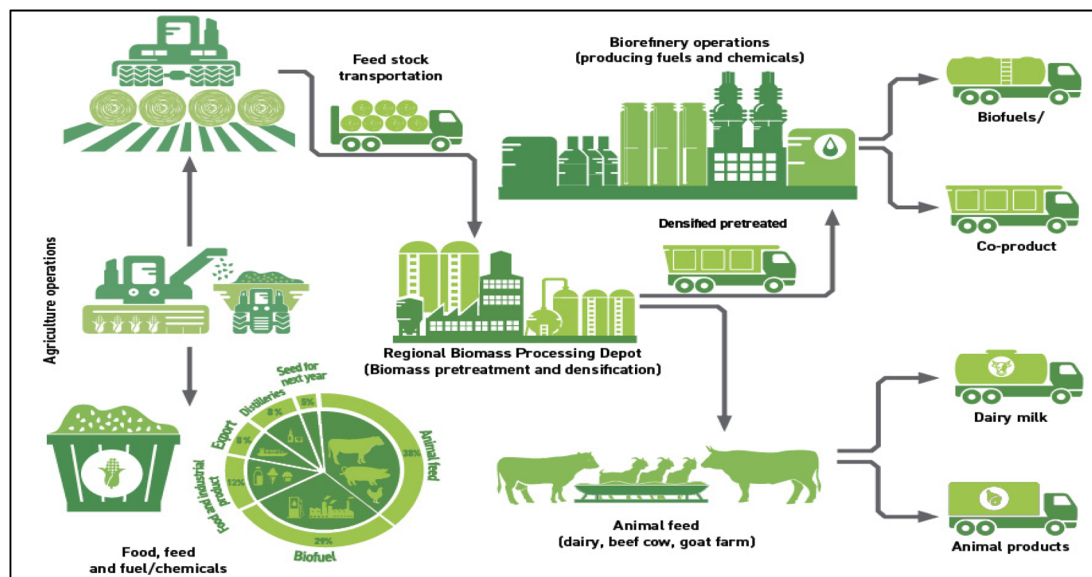 Feed stock
transportation
Biorefinery operations
(producing fuels and chemicals)
Biofuels/
Co-product
Densified pretreated
Agriculture operations
Regional Biomass Processing Depot
(Biomass pretreatment and densification)
Seed for
next year
5%
Distilleries
8%
Export
8%
Food and industrial
product
12%
Biofuel
29%
Animal feed
38%
Food, feed
and fuel/chemicals
Animal feed
(dairy, beef cow, goat farm)
Dairy milk
Animal products